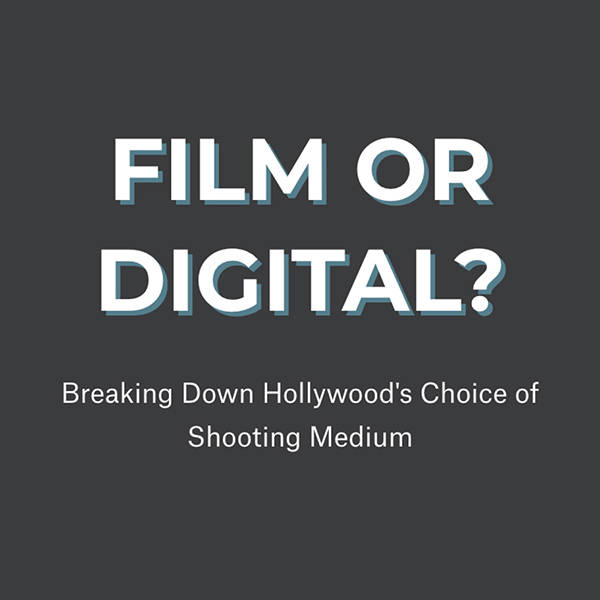 FILM OR
DIGITAL?
Breaking Down Hollywood's Choice of
Shooting Medium